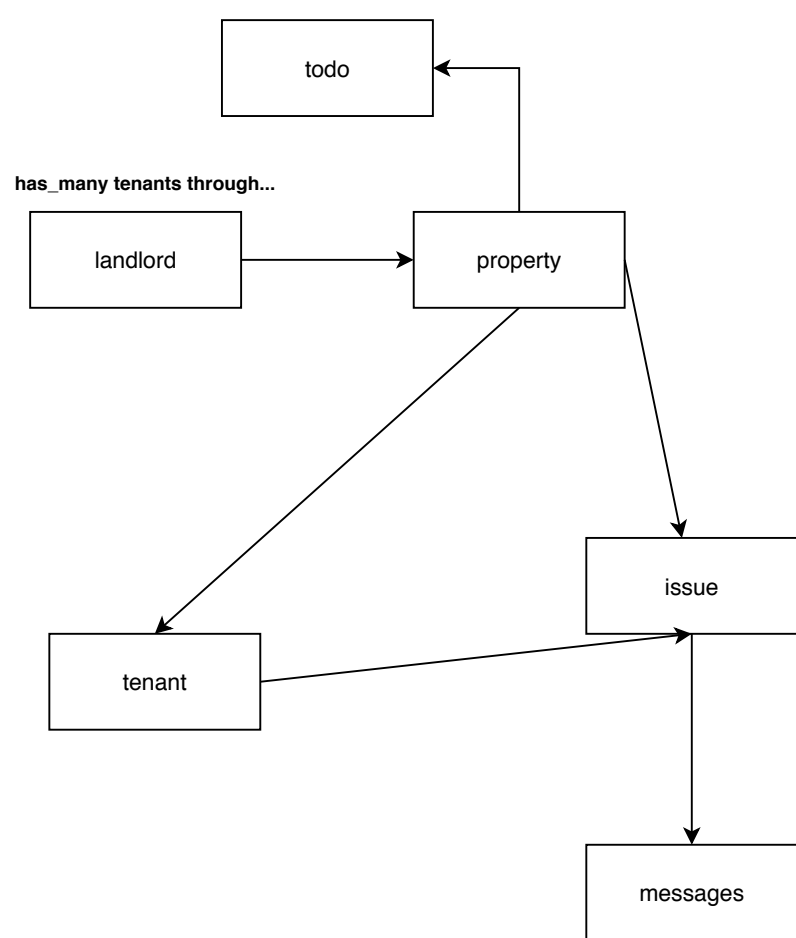 todo
has_many tenants through...
landlord
property
issue
tenant
messages